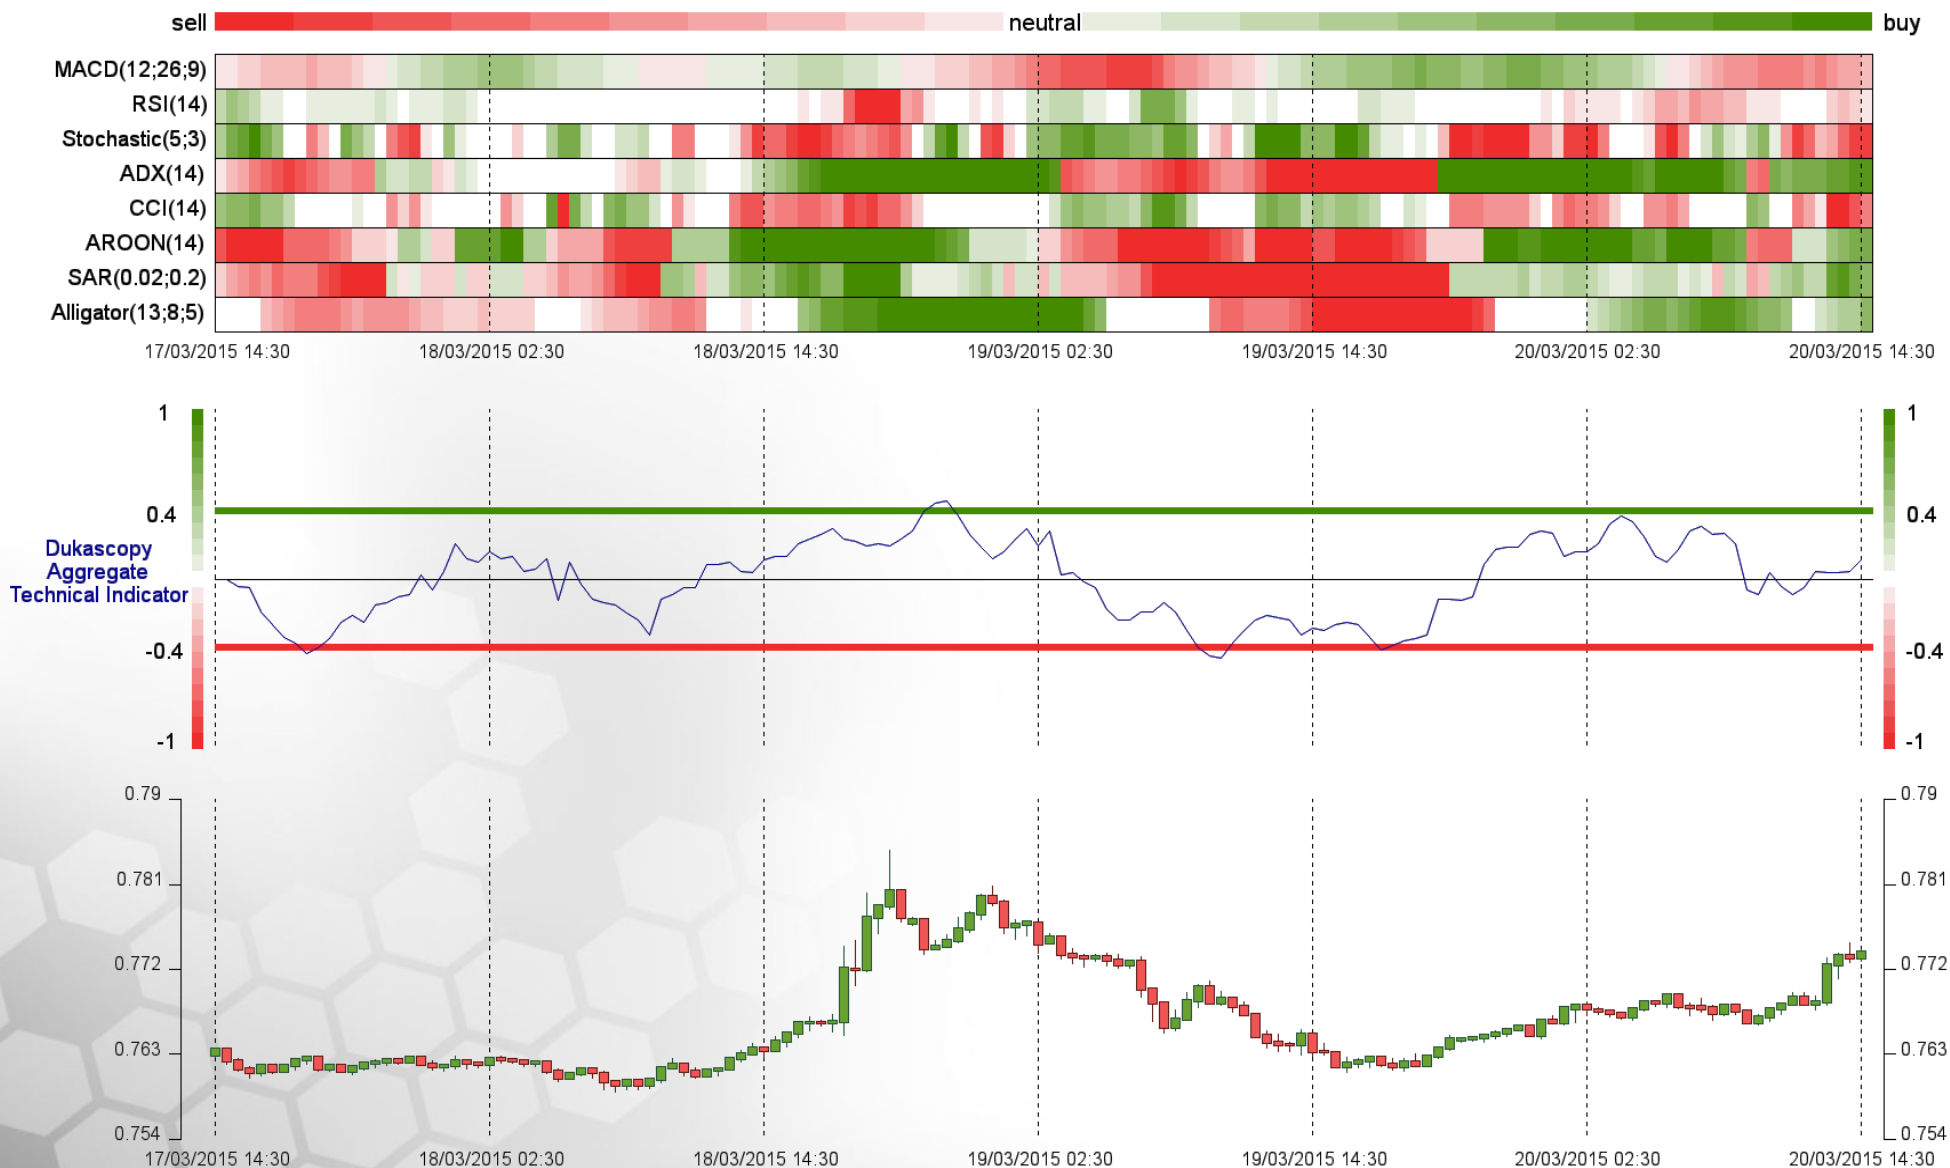 sell neutral buy
MACD(12;26;9)
RSI(14)
Stochastic(5;3)
ADX(14)
CCI(14)
AROON(14)
SAR(0.02;0.2)
Alligator(13;8;5)
17/03/2015 14:30 18/03/2015 02:30 18/03/2015 14:30 19/03/2015 02:30 19/03/2015 14:30 20/03/2015 02:30 20/03/2015 14:30
1 1
0.4 0.4
Dukascopy
Aggregate
Technical Indicator
-0.4 -0.4
-1 -1
0.79 0.79
0.781 0.781
0.772 0.772
0.763 0.763
0.754 0.754
17/03/2015 14:30 18/03/2015 02:30 18/03/2015 14:30 19/03/2015 02:30 19/03/2015 14:30 20/03/2015 02:30 20/03/2015 14:30